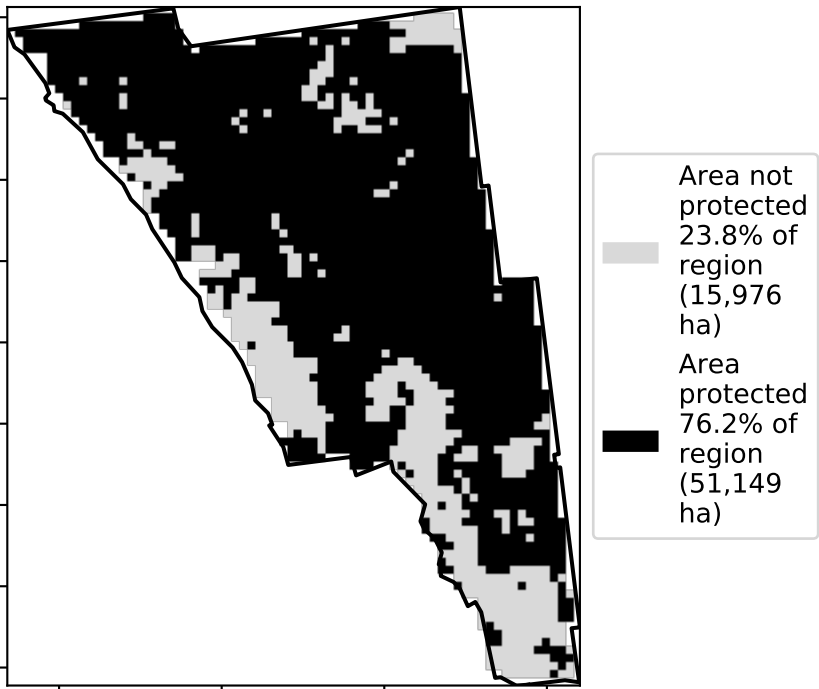 Area not
protected
23.8% of
region
(15,976
ha)
Area
protected
76.2% of
region
(51,149
ha)